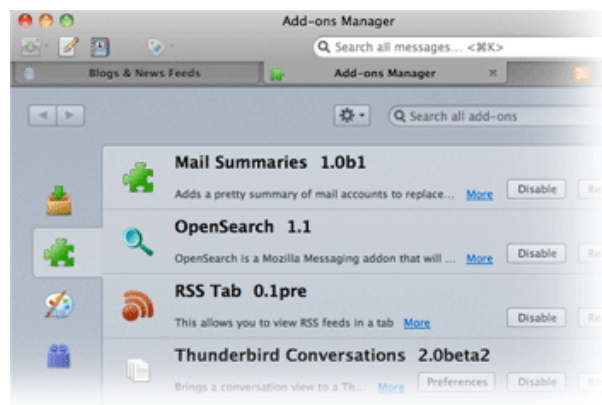 Add-ons Manager
Search all messages... <⌘K>
Blogs & News Feeds
Add-ons Manager
Search all add-ons
Mail Summaries 1.0b1
Adds a pretty summary of mail accounts to replace... More
Disable
OpenSearch 1.1
OpenSearch is a Mozilla Messaging addon that will ... More
Disable
RSS Tab 0.1pre
This allows you to view RSS feeds in a tab More
Disable
Thunderbird Conversations 2.0beta2
Brings a conversation view to a Th... More
Preferences
Disable